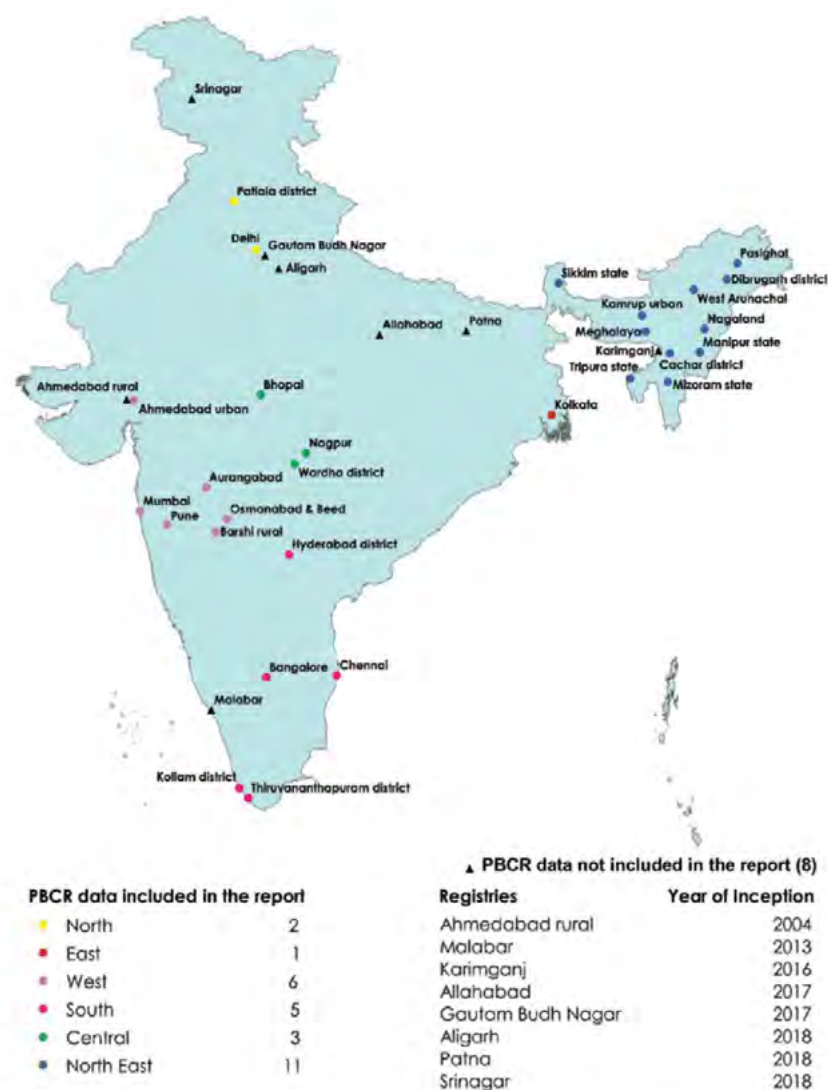 Srinagar
Patiala district
Delhi
Gautam Budh Nagar
Aligarh
Pasighat
Sikkim state
Dibrugarh district
West Arunachal
Kamrup urban
Nagaland
Allahabad
Patna
Meghalaya
Manipur state
Karimganj
Cachar district
Tripura state
Mizoram state
Ahmedabad rural
Ahmedabad urban
Bhopal
Kolkata
Nagpur
Wardha district
Aurangabad
Mumbai
Pune
Osmanabad & Beed
Barshi rural
Hyderabad district
Bangalore
Chennai
Malabar
Kollam district
Thiruvananthapuram district
PBCR data included in the report
North 2
East 1
West 6
South 5
Central 3
North East 11
PBCR data not included in the report (8)
Registries Year of Inception
Ahmedabad rural 2004
Malabar 2013
Karimganj 2016
Allahabad 2017
Gautam Budh Nagar 2017
Aligarh 2018
Patna 2018
Srinagar 2018